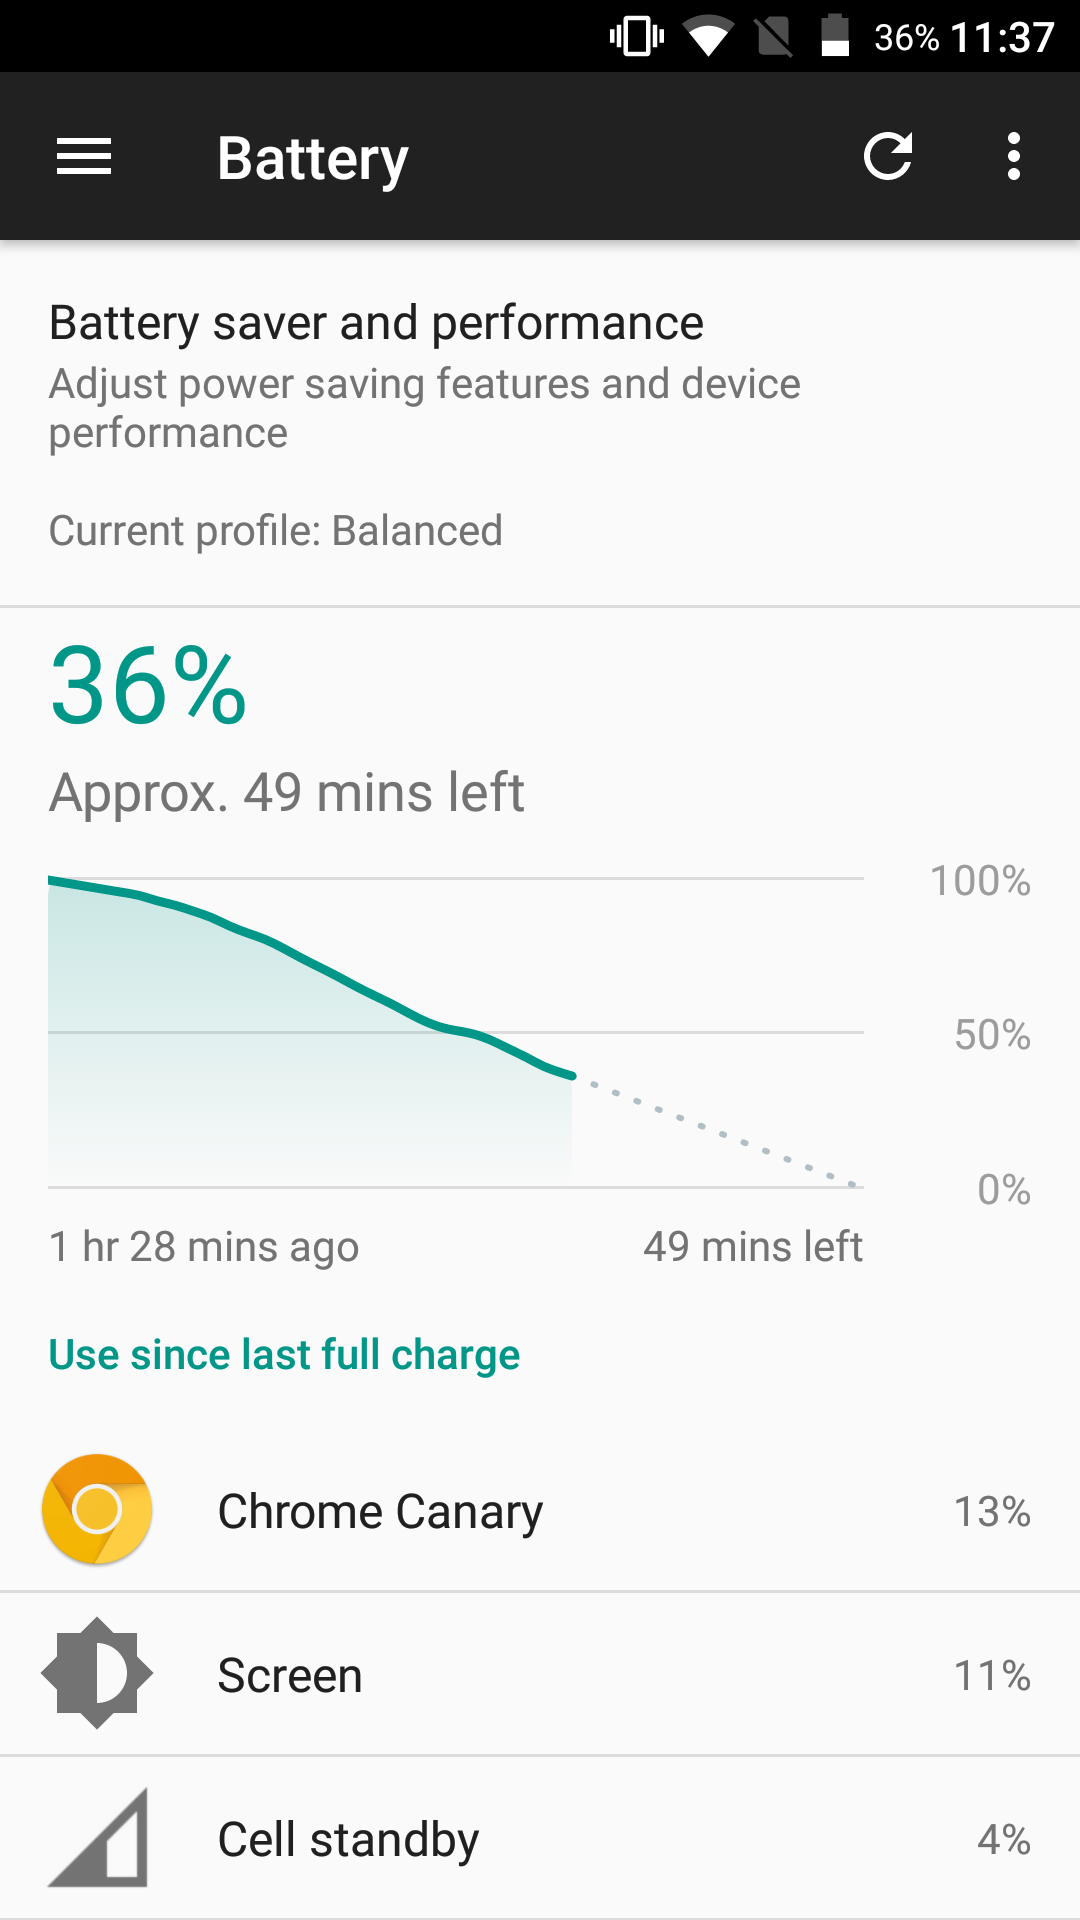 36% 11:37
Battery
Battery saver and performance
Adjust power saving features and device
performance
Current profile: Balanced
36%
Approx. 49 mins left
100%
50%
0%
1 hr 28 mins ago 49 mins left
Use since last full charge
Chrome Canary 13%
Screen 11%
Cell standby 4%